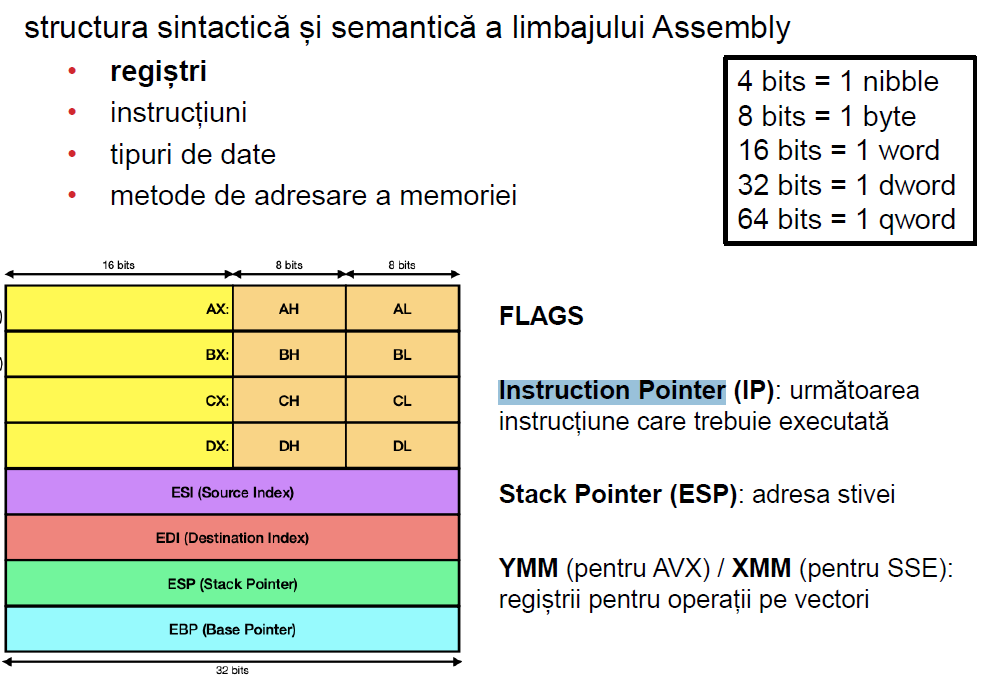 structura sintactică și semantică a limbajului Assembly
• regiștri
• instrucțiuni
• tipuri de date
• metode de adresare a memoriei
4 bits = 1 nibble
8 bits = 1 byte
16 bits = 1 word
32 bits = 1 dword
64 bits = 1 qword
16 bits 8 bits 8 bits
AX: AH AL
BX: BH BL
CX: CH CL
DX: DH DL
ESI (Source Index)
EDI (Destination Index)
ESP (Stack Pointer)
EBP (Base Pointer)
32 bits
FLAGS
Instruction Pointer (IP): următoarea
instrucțiune care trebuie executată
Stack Pointer (ESP): adresa stivei
YMM (pentru AVX) / XMM (pentru SSE):
regiștrii pentru operații pe vectori